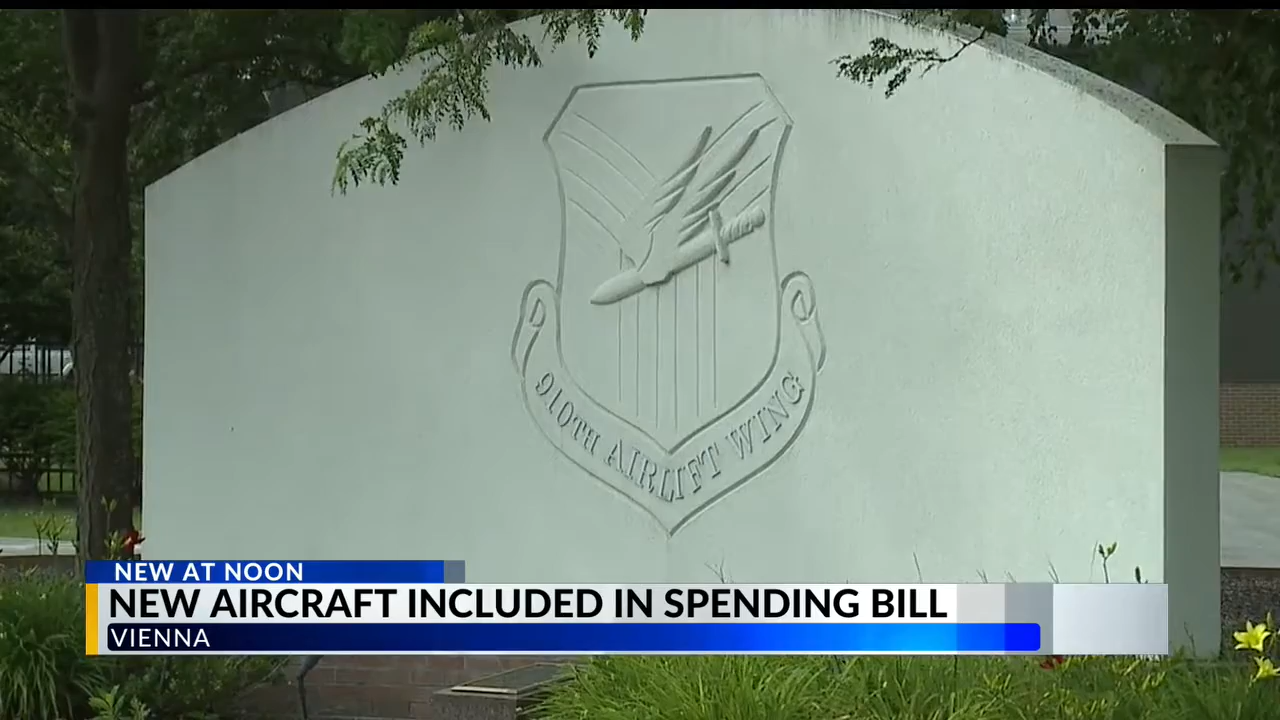 910TH AIRLIFT WING
NEW AT NOON
NEW AIRCRAFT INCLUDED IN SPENDING BILL
VIENNA